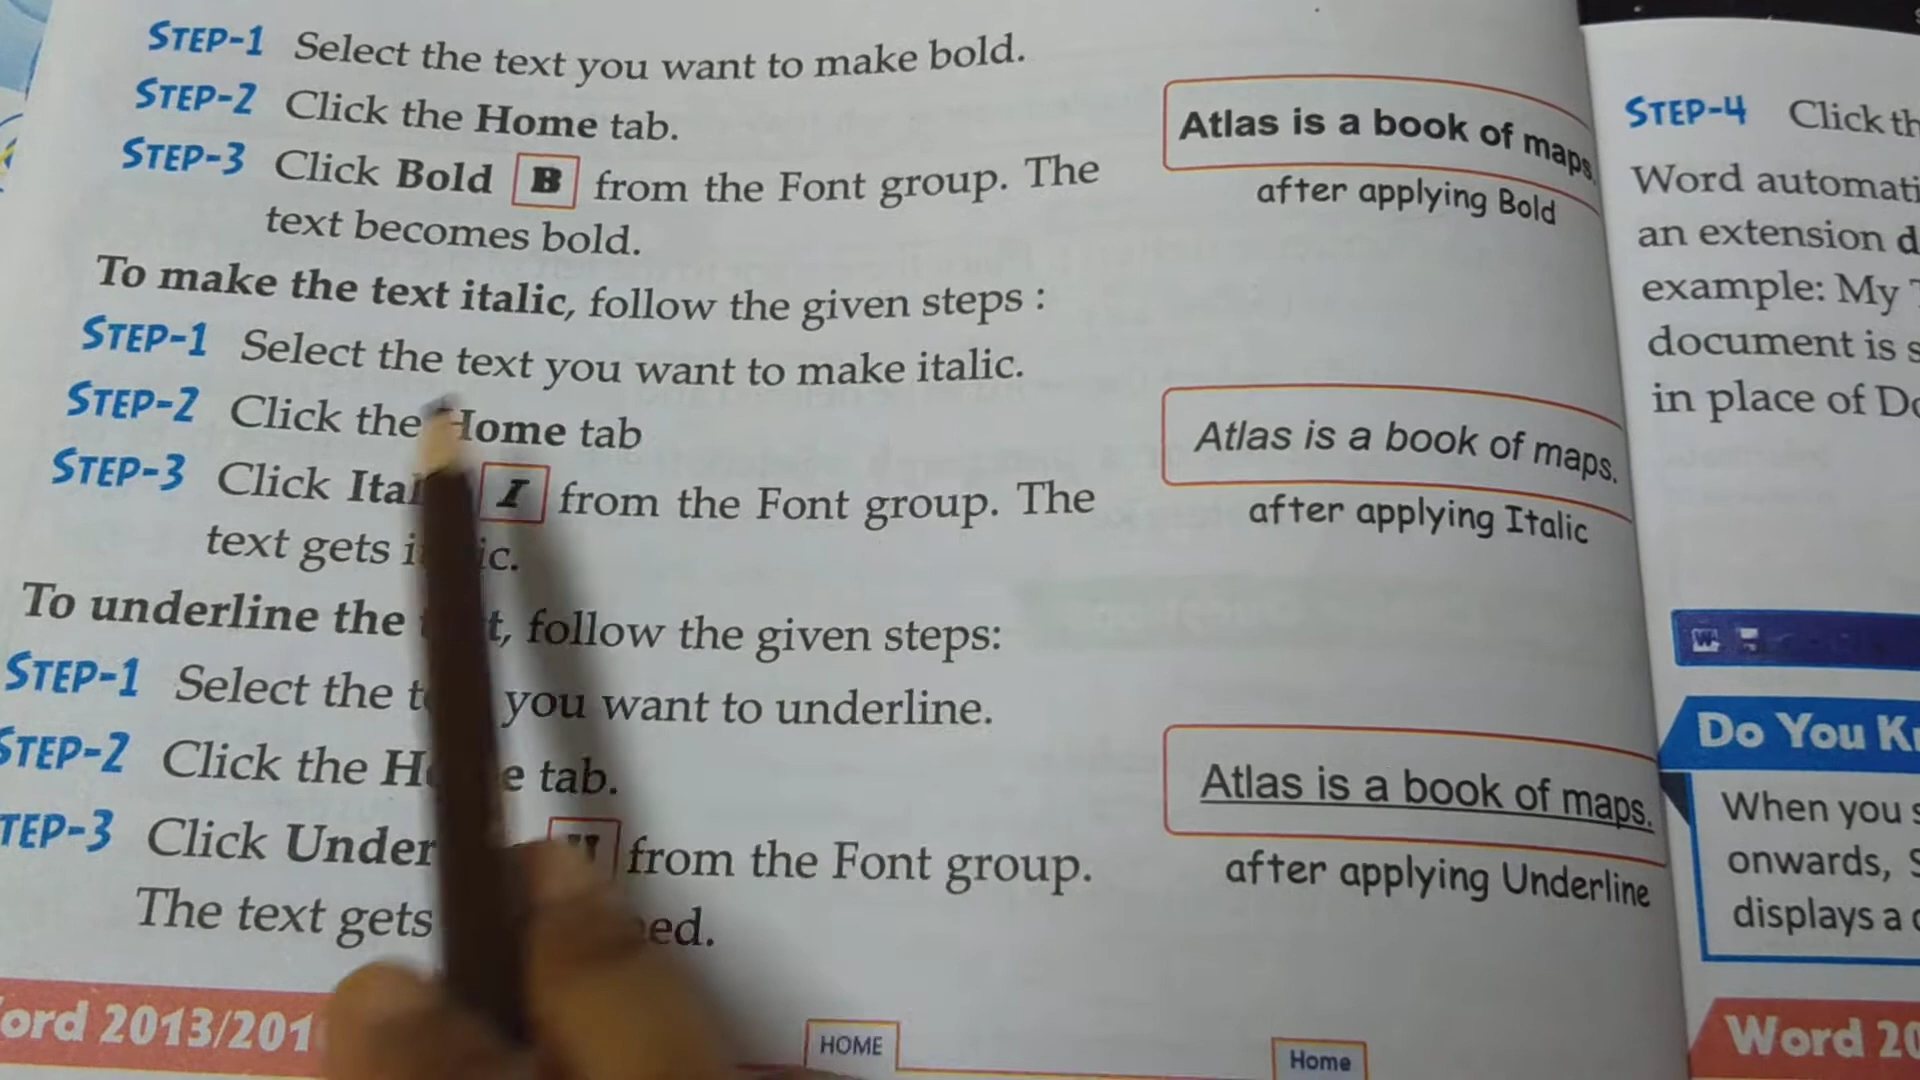 STEP-1 Select the text you want to make bold.
STEP-2 Click the Home tab.
STEP-3 Click Bold B from the Font group. The
text becomes bold.
Atlas is a book of maps.
after applying Bold
To make the text italic, follow the given steps :
STEP-1 Select the text you want to make italic.
STEP-2 Click the Home tab
STEP-3 Click I from the Font group. The
text gets
Atlas is a book of maps.
after applying Italic
To underline the follow the given steps:
STEP-1 Select the you want to underline.
STEP-2 Click the tab.
STEP-3 Click from the Font group.
The text gets
Atlas is a book of maps.
after applying Underline
2013/201
HOME
Home
STEP-4 Click
Word
an extension
example: My
document is
in place of
Do You
When you
onwards,
displays a
Word 20